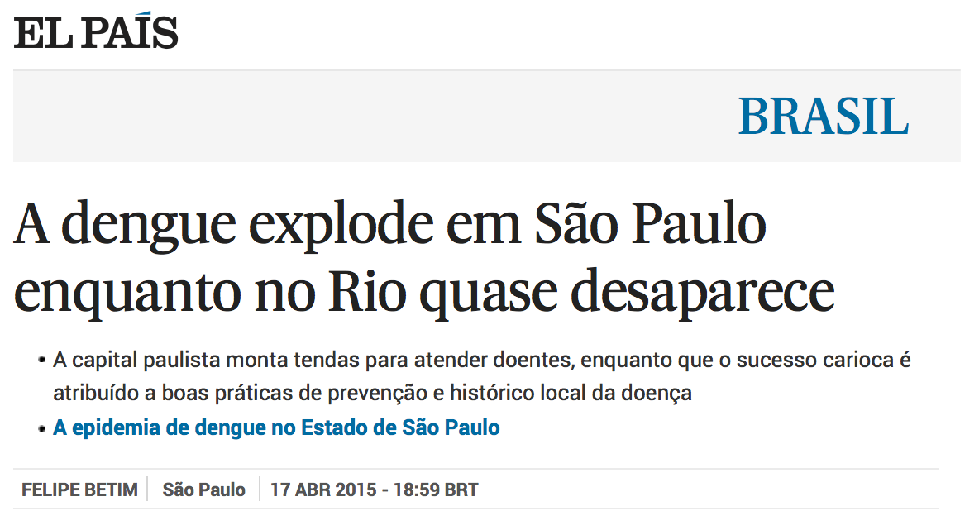 EL PAÍS
BRASIL
A dengue explode em São Paulo
enquanto no Rio quase desaparece
• A capital paulista monta tendas para atender doentes, enquanto que o sucesso carioca é
atribuído a boas práticas de prevenção e histórico local da doença
• A epidemia de dengue no Estado de São Paulo
FELIPE BETIM | São Paulo | 17 ABR 2015 - 18:59 BRT